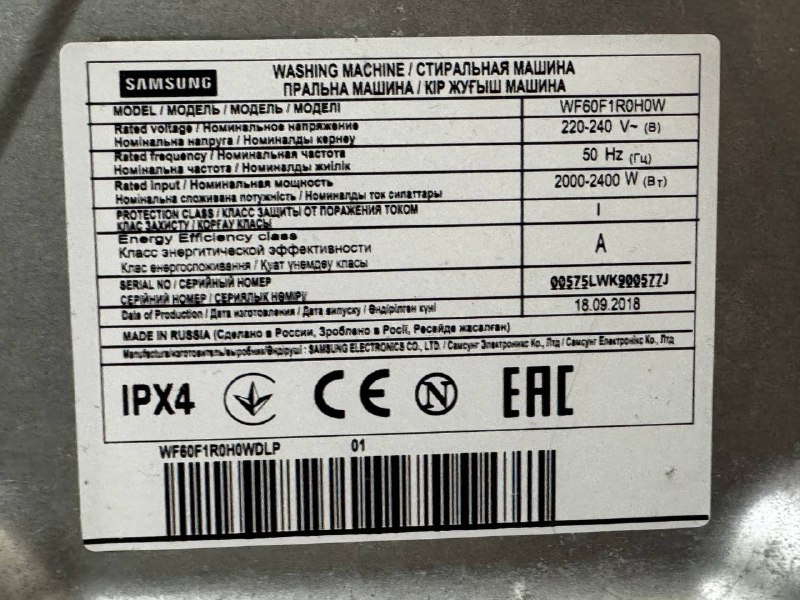 SAMSUNG
WASHING MACHINE / СТИРАЛЬНАЯ МАШИНА
ПРАЛЬНА МАШИНА / КІР ЖУҒЫШ МАШИНА
MODEL / МОДЕЛЬ / МОДЕЛЬ / МОДЕЛІ WF60F1R0H0W
Rated voltage / Номинальное напряжение
Номінальна напруга / Номиналды кернеу
220-240 V~ (В)
Rated frequency / Номинальная частота
Номінальна частота / Номиналды жиілік
50 Hz (Гц)
Rated Input / Номинальная мощность
Номінальна споживана потужність / Номиналды ток сипаттары
2000-2400 W (Вт)
PROTECTION CLASS / КЛАСС ЗАЩИТЫ ОТ ПОРАЖЕНИЯ ТОКОМ
КЛАС ЗАХИСТУ / ҚОРҒАУ КЛАСЫ
I
Energy Efficiency class
Класс энергитической эффективности
Клас енергоспоживання / Қуат үнемдеу класы
A
SERIAL NO / СЕРИЙНЫЙ НОМЕР
СЕРІЙНИЙ НОМЕР / СЕРИЯЛЫК НӨМІРІ
00575LWK900577J
Date of Production / Дата изготовления / Дата випуску / Өндірілген күні 18.09.2018
MADE IN RUSSIA (Сделано в России, Зроблено в Росії, Ресейде жасалған)
Manufacture/изготовитель/виробник/Өндіруші : SAMSUNG ELECTRONICS CO., LTD. / Самсунг Электроникс Ко., Лтд / Самсунг Електронікс Ко., Лтд
IPX4 CE N EAC
WF60F1R0H0WDLP 01